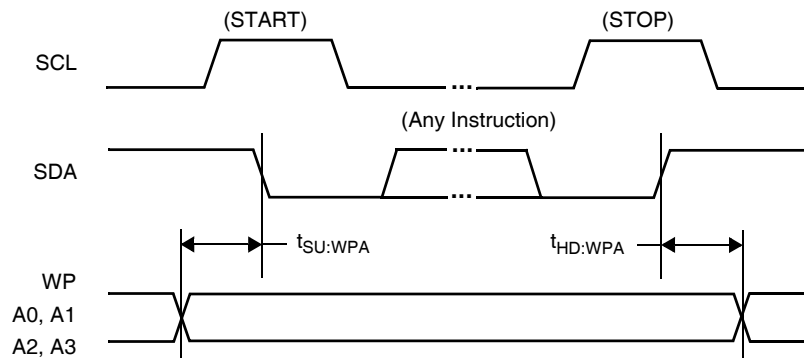 (START) (STOP)
SCL
...
(Any Instruction)
...
SDA
...
tSU:WPA tHD:WPA
WP
A0, A1
A2, A3